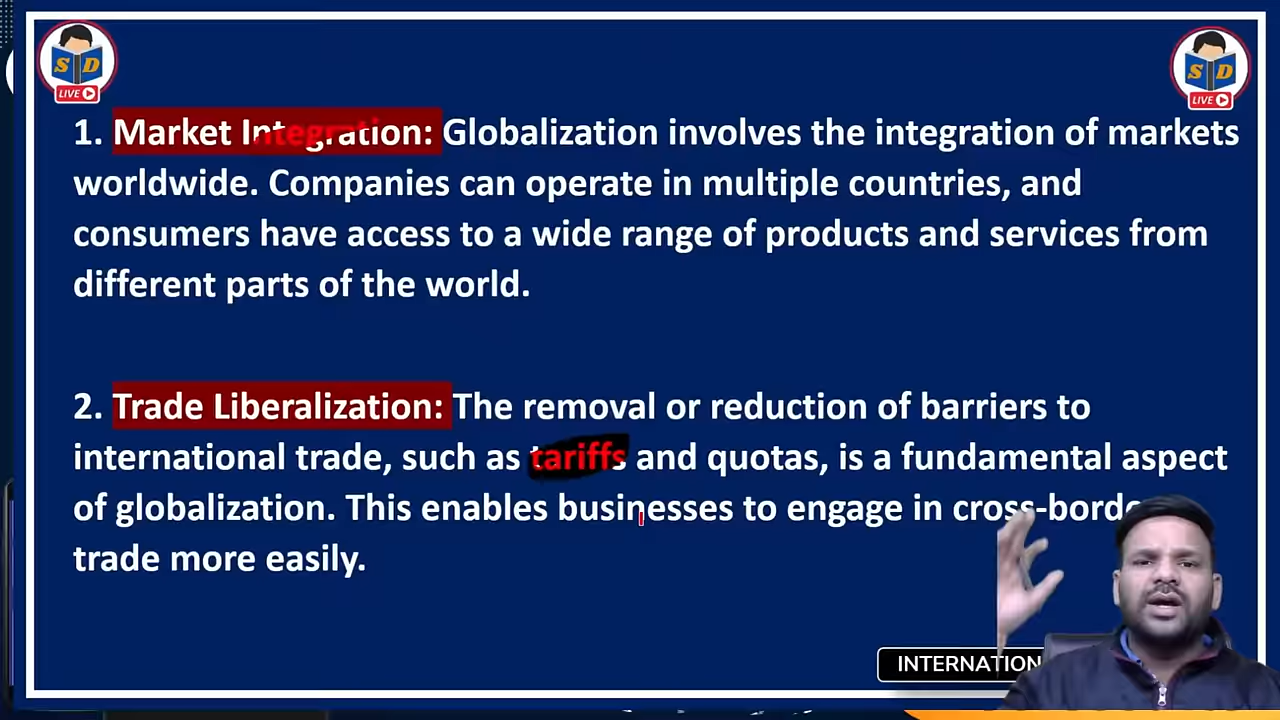 S D
LIVE
S D
LIVE
1. Market Integration: Globalization involves the integration of markets
worldwide. Companies can operate in multiple countries, and
consumers have access to a wide range of products and services from
different parts of the world.
2. Trade Liberalization: The removal or reduction of barriers to
international trade, such as tariffs and quotas, is a fundamental aspect
of globalization. This enables businesses to engage in cross-borde
trade more easily.
INTERNATION